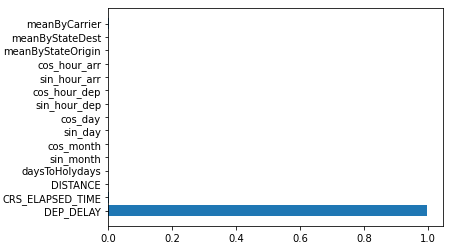 meanByCarrier
meanByStateDest
meanByStateOrigin
cos_hour_arr
sin_hour_arr
cos_hour_dep
sin_hour_dep
cos_day
sin_day
cos_month
sin_month
daysToHolydays
DISTANCE
CRS_ELAPSED_TIME
DEP_DELAY
0.0 0.2 0.4 0.6 0.8 1.0